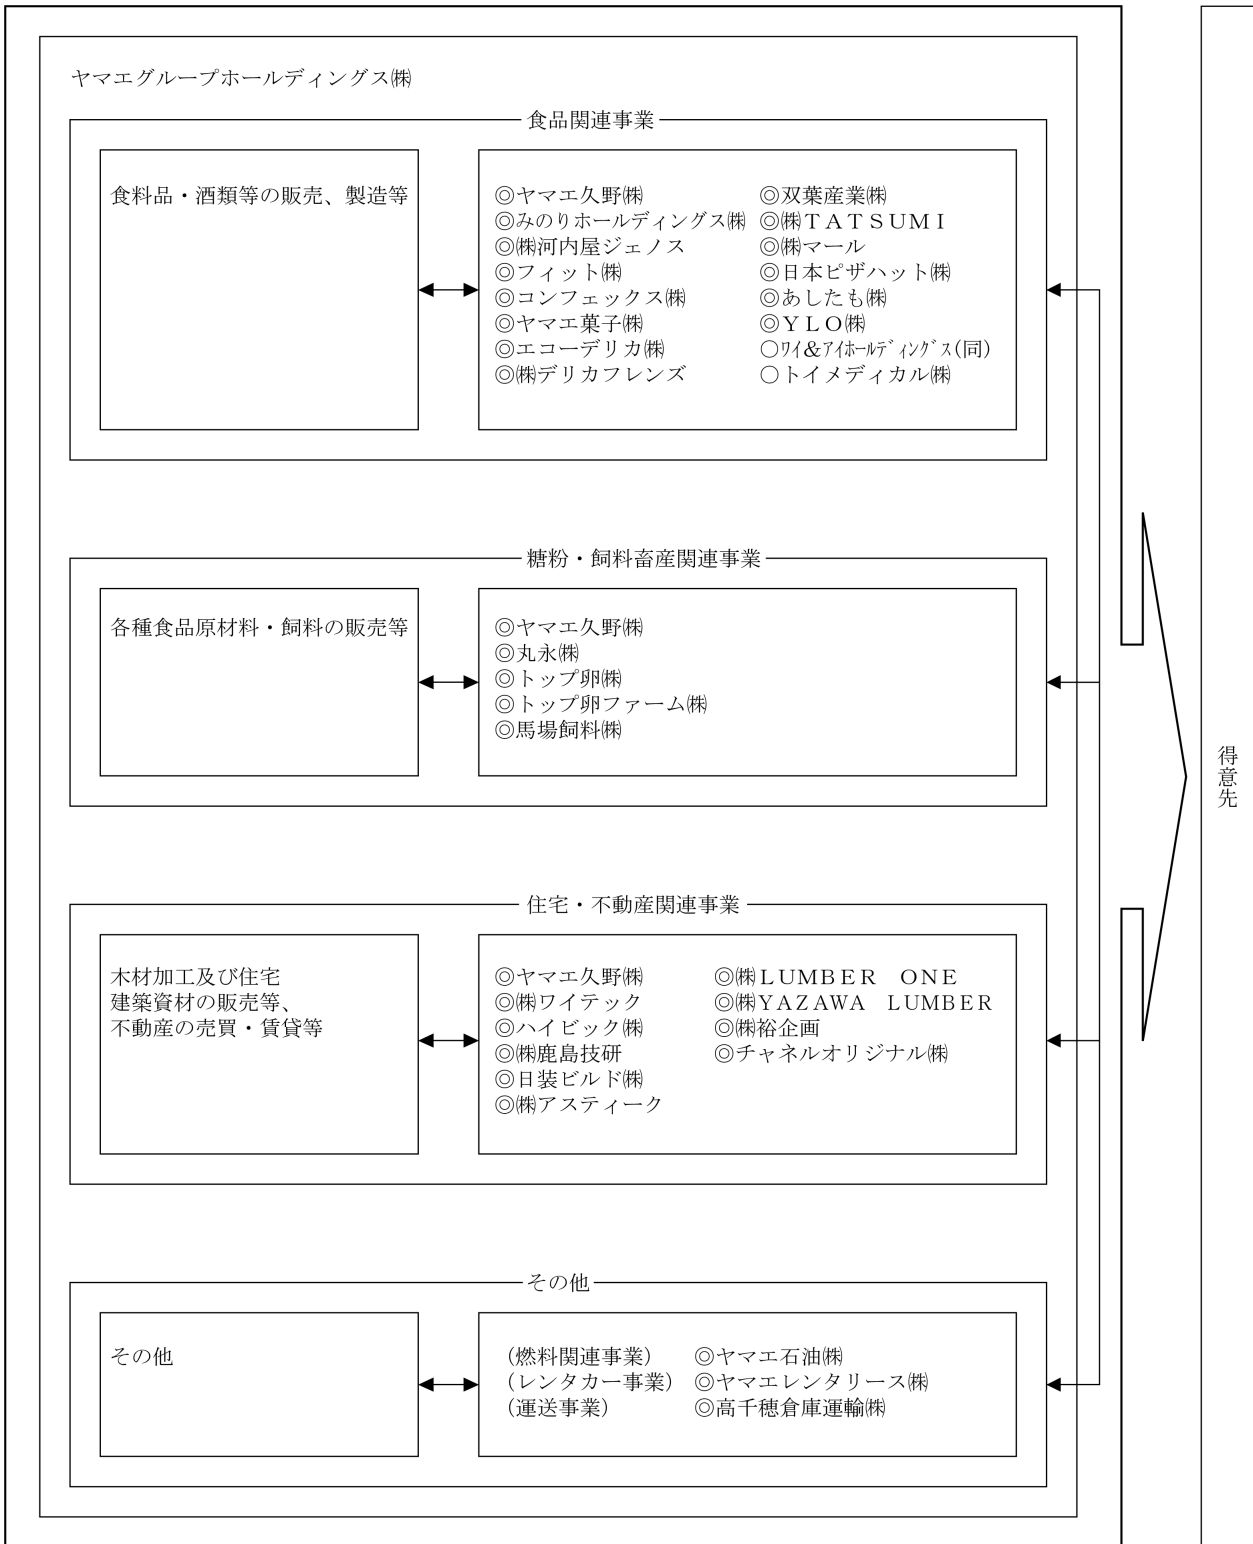 ヤマエグループホールディングス㈱
食品関連事業
食料品・酒類等の販売、製造等
◎ヤマエ久野㈱
◎みのりホールディングス㈱
◎㈱河内屋ジェノス
◎フィット㈱
◎コンフェックス㈱
◎ヤマエ菓子㈱
◎エコーデリカ㈱
◎㈱デリカフレンズ
◎双葉産業㈱
◎㈱ＴＡＴＳＵＭＩ
◎㈱マール
◎日本ピザハット㈱
◎あしたも㈱
◎ＹＬＯ㈱
○ﾜｲ&ｱｲﾎｰﾙﾃﾞｨﾝｸﾞｽ(同)
○トイメディカル㈱
糖粉・飼料畜産関連事業
各種食品原材料・飼料の販売等
◎ヤマエ久野㈱
◎丸永㈱
◎トップ卵㈱
◎トップ卵ファーム㈱
◎馬場飼料㈱
住宅・不動産関連事業
木材加工及び住宅
建築資材の販売等、
不動産の売買・賃貸等
◎ヤマエ久野㈱
◎㈱ワイテック
◎ハイビック㈱
◎㈱鹿島技研
◎日装ビルド㈱
◎㈱アスティーク
◎㈱ＬＵＭＢＥＲ　ＯＮＥ
◎㈱ＹＡＺＡＷＡ　ＬＵＭＢＥＲ
◎㈱裕企画
◎チャネルオリジナル㈱
その他
その他
(燃料関連事業)　◎ヤマエ石油㈱
(レンタカー事業)　◎ヤマエレンタリース㈱
(運送事業)　◎高千穂倉庫運輸㈱
得意先